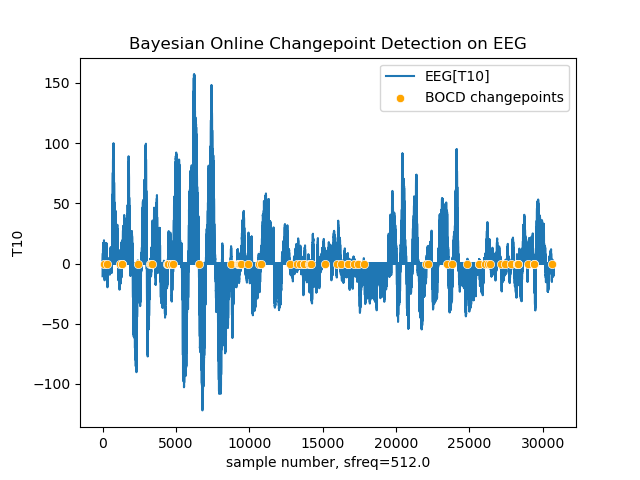 Bayesian Online Changepoint Detection on EEG
EEG[T10]
BOCD changepoints
150
100
50
0
−50
−100
T10
0 5000 10000 15000 20000 25000 30000
sample number, sfreq=512.0